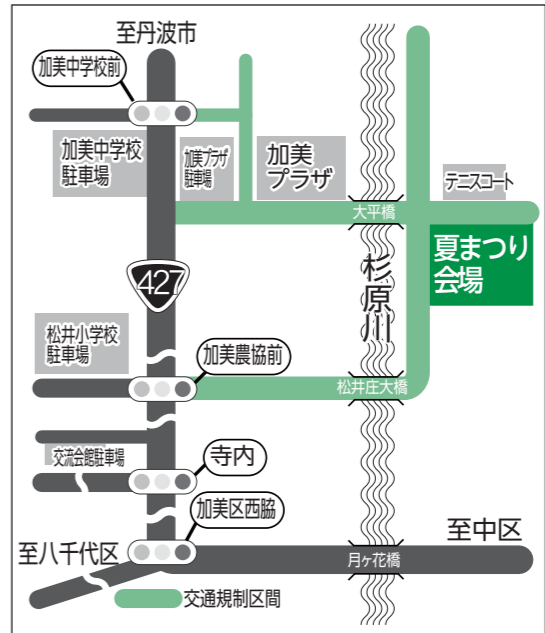 至丹波市
加美中学校前
加美中学校
駐車場
加美プラザ
駐車場
加美
プラザ
テニスコート
大平橋
夏まつり
会場
427
杉原川
松井小学校
駐車場
加美農協前
松井庄大橋
交流会館駐車場
寺内
加美区西脇
至中区
至八千代区
月ヶ花橋
交通規制区間